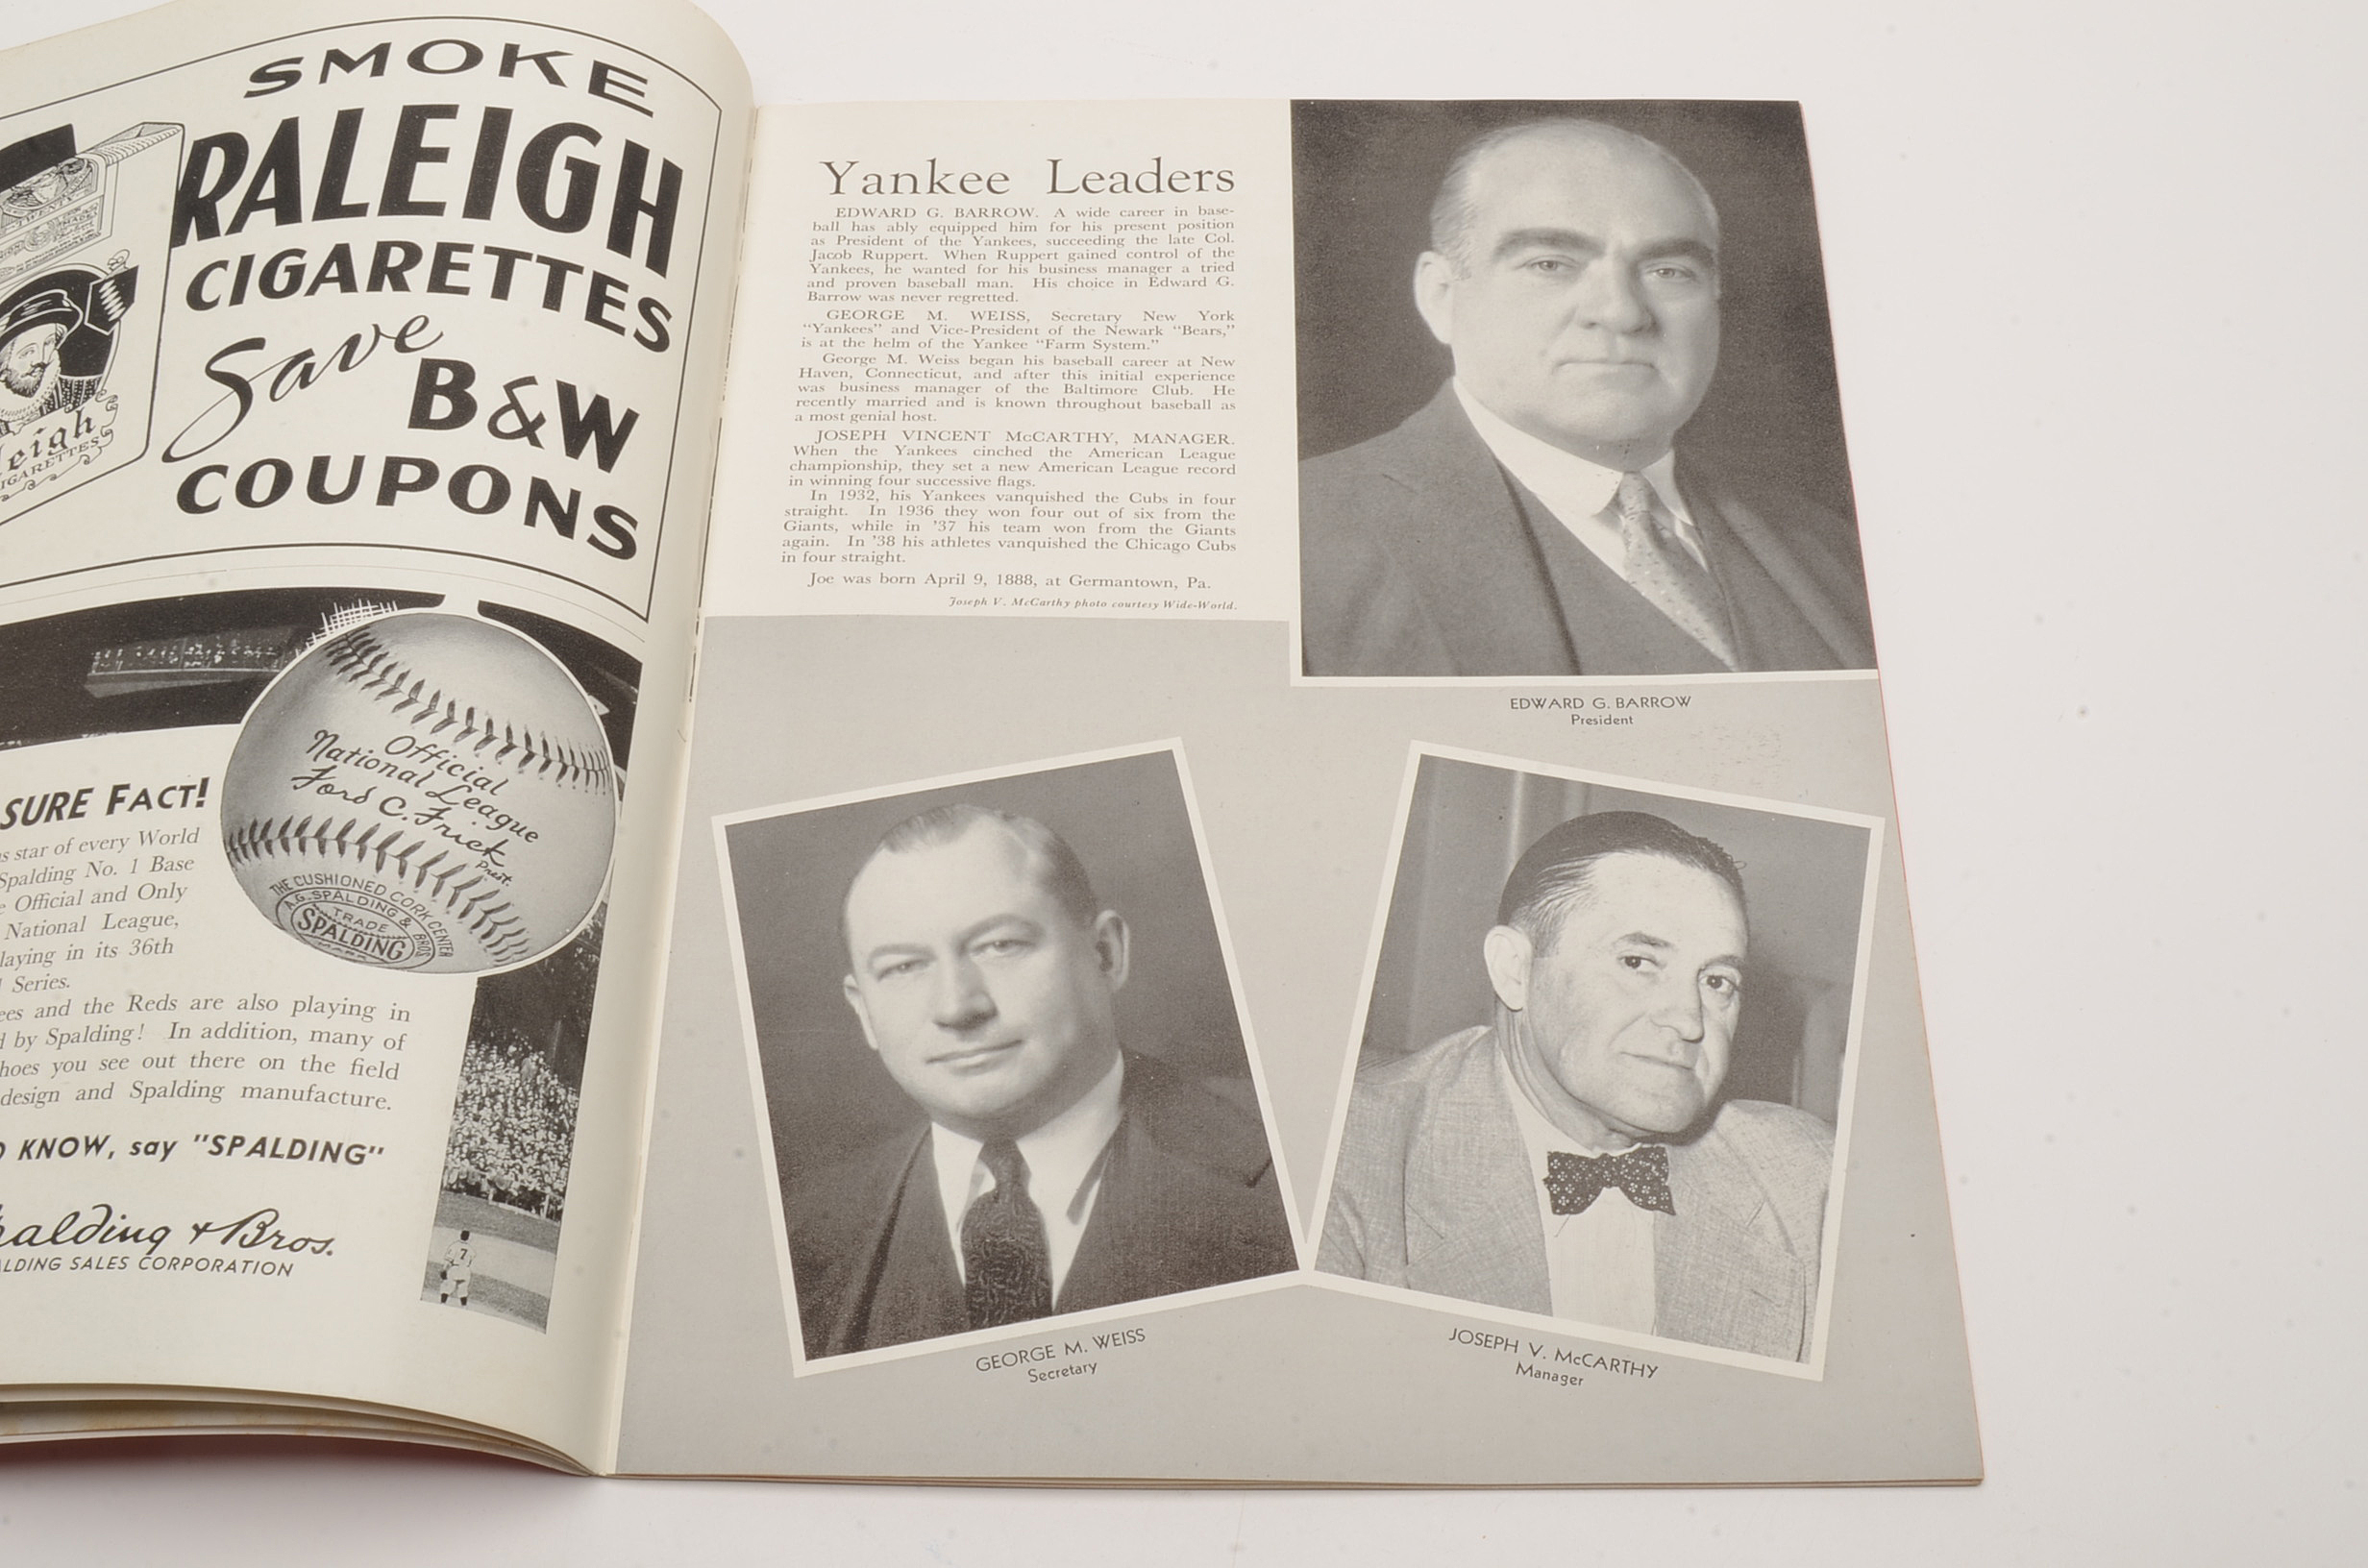 SMOKE
RALEIGH
CIGARETTES
Save
B&W
COUPONS
TWENTY
CIGARETTES
Official
National League
Ford C. Frick
Prest.
THE CUSHIONED CORK CENTER
A.G. SPALDING & BROS
TRADE
SPALDING
MARK
SURE FACT!
star of every World
Spalding No. 1 Base
Official and Only
National League,
in its 36th
Series.
and the Reds are also playing in
by Spalding! In addition, many of
you see out there on the field
design and Spalding manufacture.
KNOW, say "SPALDING"
& Bros.
SALES CORPORATION
7
Yankee Leaders
EDWARD G. BARROW. A wide career in base-
ball has ably equipped him for his present position
as President of the Yankees, succeeding the late Col.
Jacob Ruppert. When Ruppert gained control of the
Yankees, he wanted for his business manager a tried
and proven baseball man. His choice in Edward G.
Barrow was never regretted.
GEORGE M. WEISS, Secretary New York
"Yankees" and Vice-President of the Newark "Bears,"
is at the helm of the Yankee "Farm System."
George M. Weiss began his baseball career at New
Haven, Connecticut, and after this initial experience
was business manager of the Baltimore Club. He
recently married and is known throughout baseball as
a most genial host.
JOSEPH VINCENT McCARTHY, MANAGER.
When the Yankees cinched the American League
championship, they set a new American League record
in winning four successive flags.
In 1932, his Yankees vanquished the Cubs in four
straight. In 1936 they won four out of six from the
Giants, while in '37 his team won from the Giants
again. In '38 his athletes vanquished the Chicago Cubs
in four straight.
Joe was born April 9, 1888, at Germantown, Pa.
Joseph V. McCarthy photo courtesy Wide-World.
EDWARD G. BARROW
President
GEORGE M. WEISS
Secretary
JOSEPH V. McCARTHY
Manager